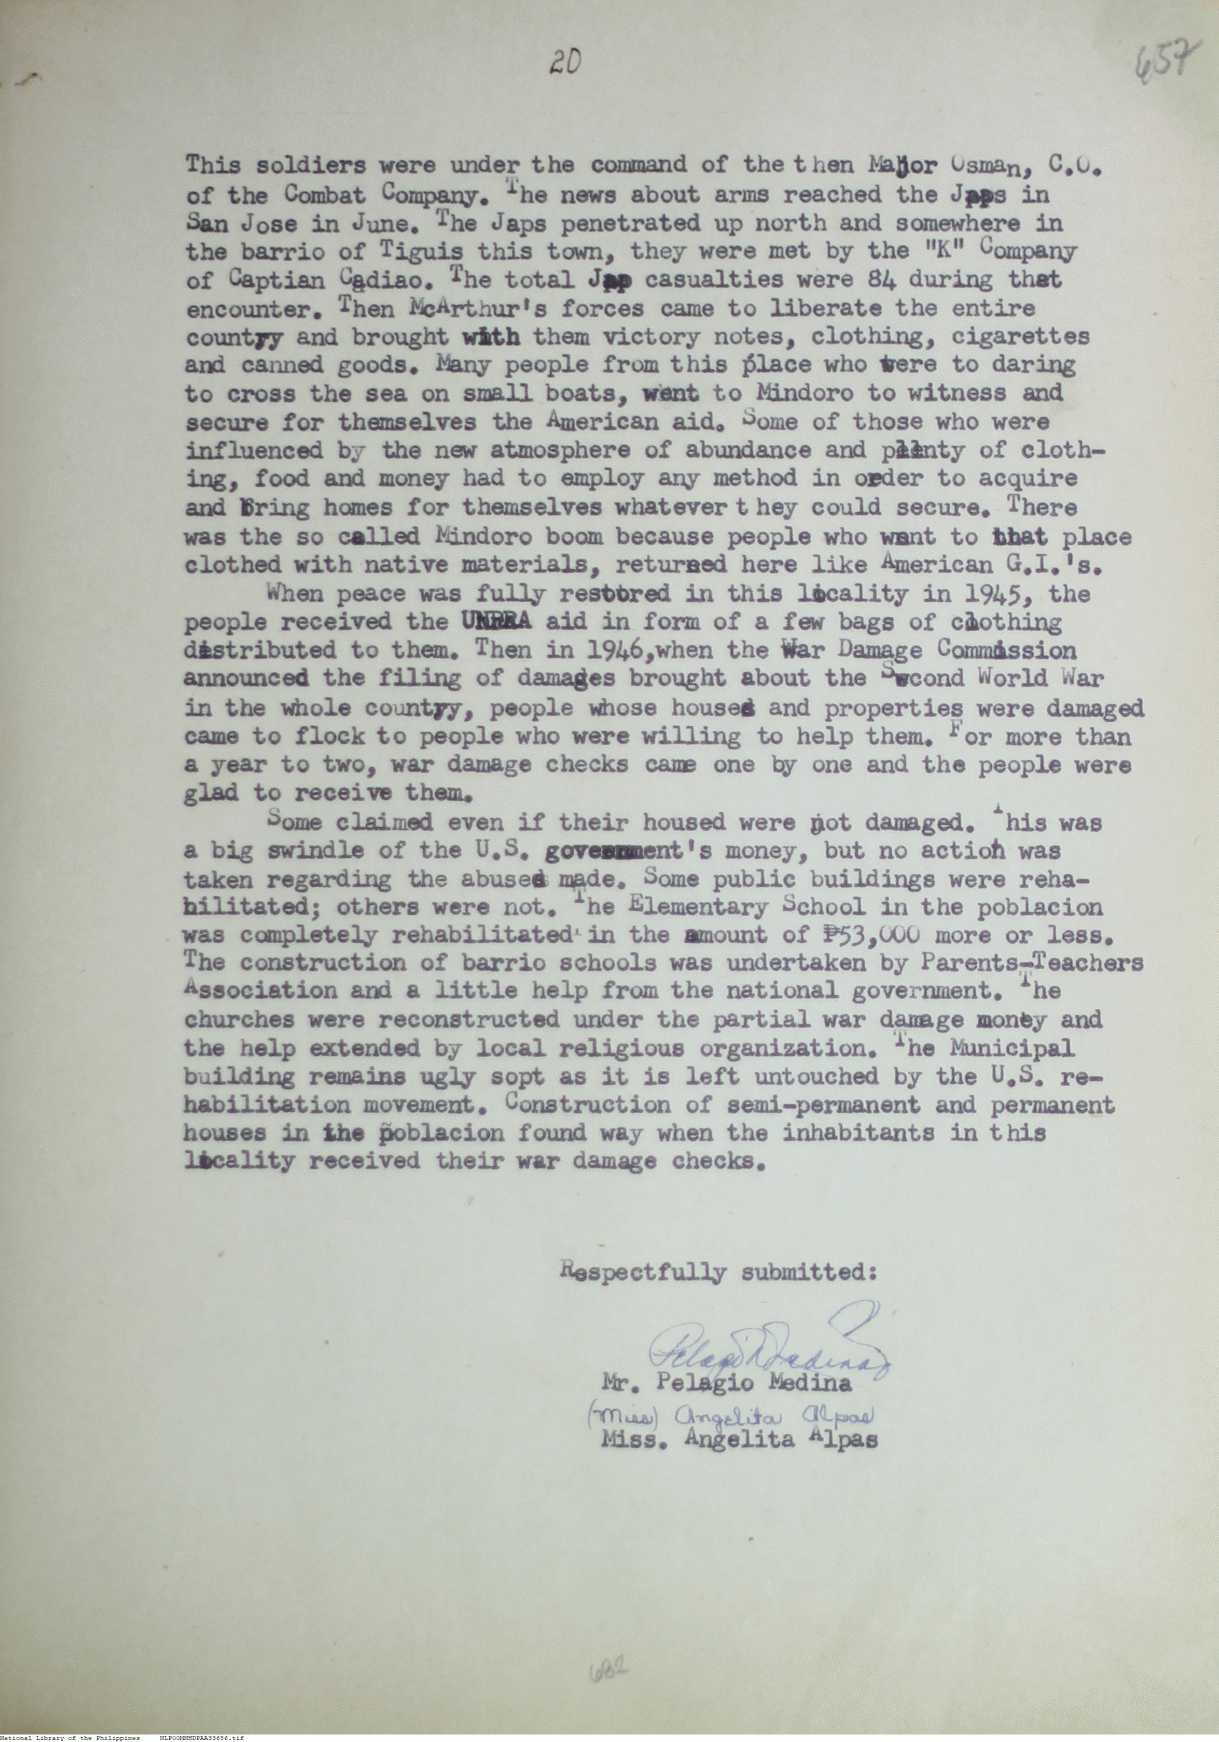 20
657
This soldiers were under the command of the then Major Osman, C.O.
of the Combat Company. The news about arms reached the Japs in
San Jose in June. The Japs penetrated up north and somewhere in
the barrio of Tiguis this town, they were met by the "K" Company
of Captian Cadiao. The total Jap casualties were 84 during that
encounter. Then McArthur's forces came to liberate the entire
country and brought with them victory notes, clothing, cigarettes
and canned goods. Many people from this place who were to daring
to cross the sea on small boats, went to Mindoro to witness and
secure for themselves the American aid. Some of those who were
influenced by the new atmosphere of abundance and plenty of cloth-
ing, food and money had to employ any method in order to acquire
and bring homes for themselves whatever they could secure. There
was the so called Mindoro boom because people who want to that place
clothed with native materials, returned here like American G.I.'s.
When peace was fully restored in this locality in 1945, the
people received the UNRRA aid in form of a few bags of clothing
distributed to them. Then in 1946,when the War Damage Commission
announced the filing of damages brought about the Second World War
in the whole country, people whose houses and properties were damaged
came to flock to people who were willing to help them. For more than
a year to two, war damage checks came one by one and the people were
glad to receive them.
Some claimed even if their housed were not damaged. This was
a big swindle of the U.S. government's money, but no action was
taken regarding the abuses made. Some public buildings were reha-
bilitated; others were not. The Elementary School in the poblacion
was completely rehabilitated in the amount of ₱53,000 more or less.
The construction of barrio schools was undertaken by Parents-Teachers
Association and a little help from the national government. The
churches were reconstructed under the partial war damage money and
the help extended by local religious organization. The Municipal
building remains ugly sopt as it is left untouched by the U.S. re-
habilitation movement. Construction of semi-permanent and permanent
houses in the poblacion found way when the inhabitants in this
locality received their war damage checks.
Respectfully submitted:
Pelagio Medina
Mr. Pelagio Medina
(Miss) Angelita Alpas
Miss. Angelita Alpas
682
National Library of the Philippines NLPOOMHMDPAA33656.tif